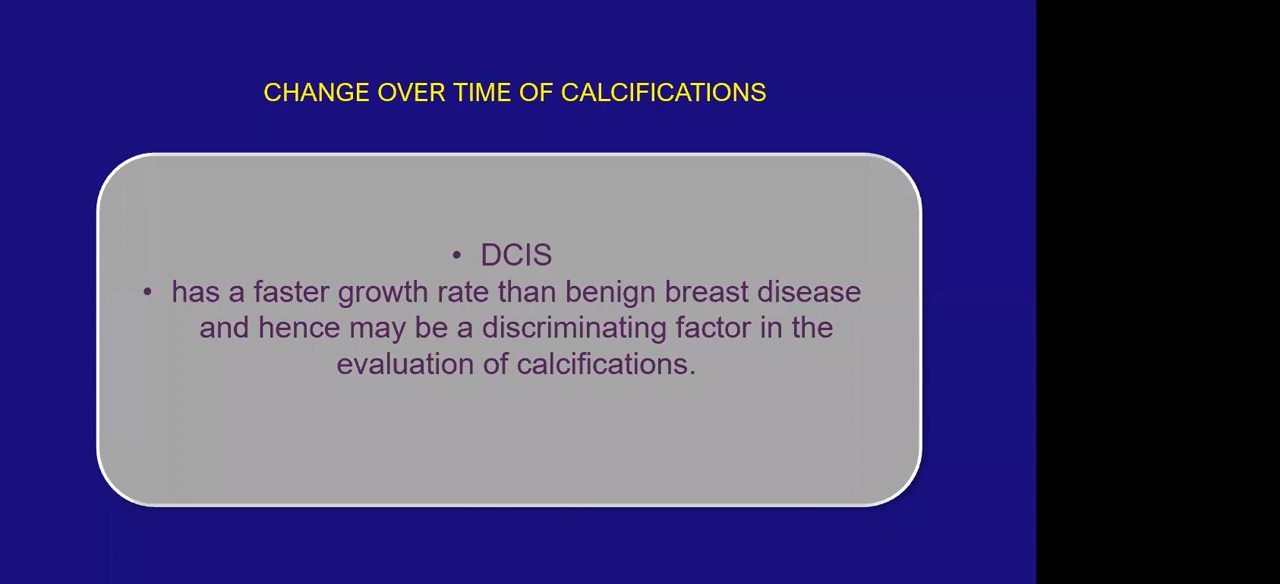 CHANGE OVER TIME OF CALCIFICATIONS
• DCIS
• has a faster growth rate than benign breast disease
and hence may be a discriminating factor in the
evaluation of calcifications.